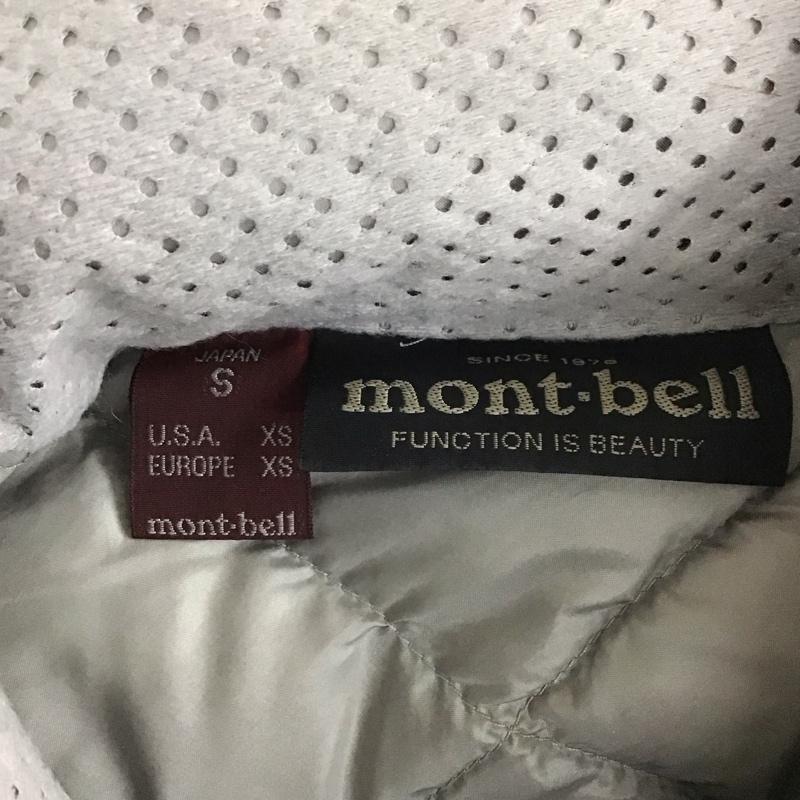 JAPAN
S
U.S.A. XS
EUROPE XS
mont-bell
SINCE 1975
mont-bell
FUNCTION IS BEAUTY